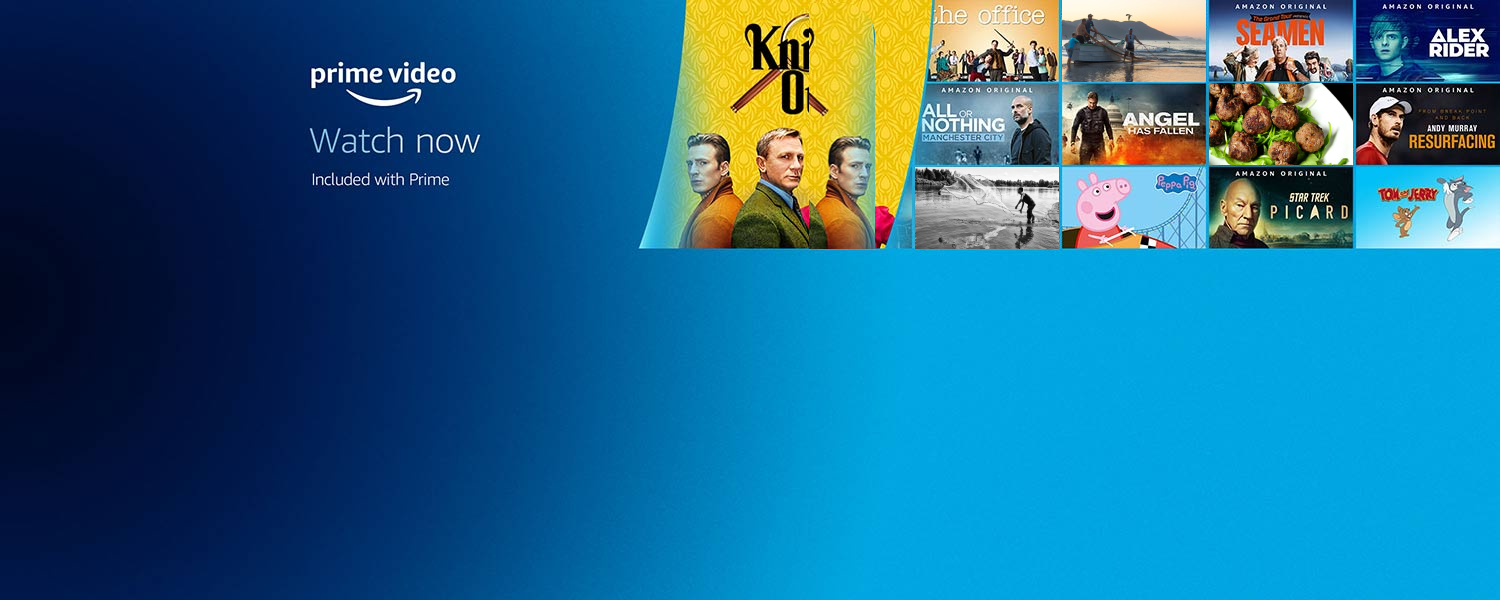 prime video
Watch now
Included with Prime
Kni
O
the office
AMAZON ORIGINAL
The Grand Tour presents
SEAMEN
AMAZON ORIGINAL
ALEX
RIDER
AMAZON ORIGINAL
ALL OR
NOTHING
MANCHESTER CITY
ANGEL
HAS FALLEN
AMAZON ORIGINAL
FROM BREAK POINT
AND BACK
ANDY MURRAY
RESURFACING
Peppa Pig
AMAZON ORIGINAL
STAR TREK
PICARD
TOM and JERRY